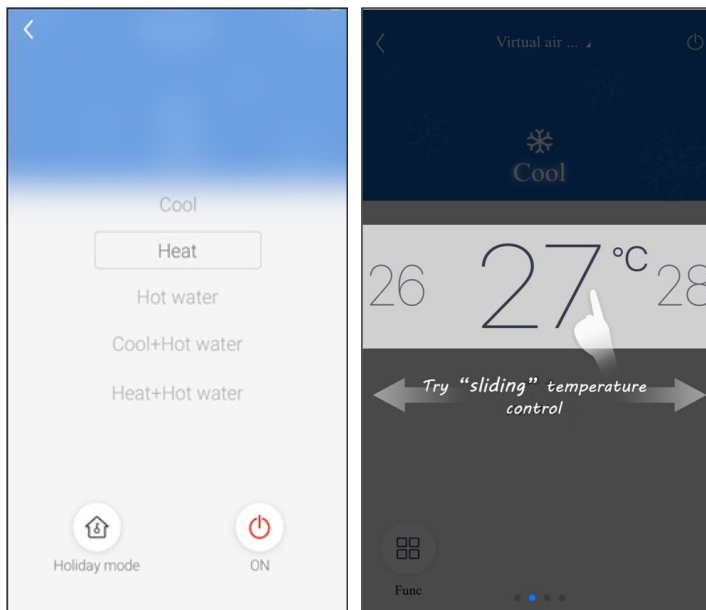 Cool
Heat
Hot water
Cool+Hot water
Heat+Hot water
Holiday mode
ON
Virtual air ...
Cool
26
27°C
28
Try “sliding” temperature
control
Func